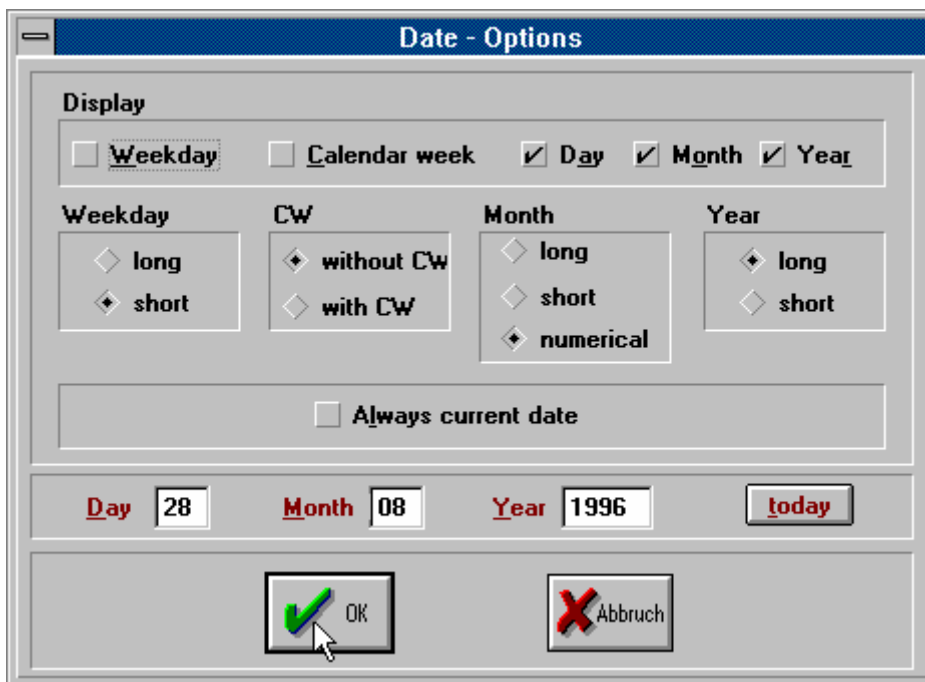 Date - Options
Display
Weekday Calendar week Day Month Year
Weekday CW Month Year
long without CW long long
short with CW short short
numerical
Always current date
Day 28 Month 08 Year 1996 today
OK Abbruch